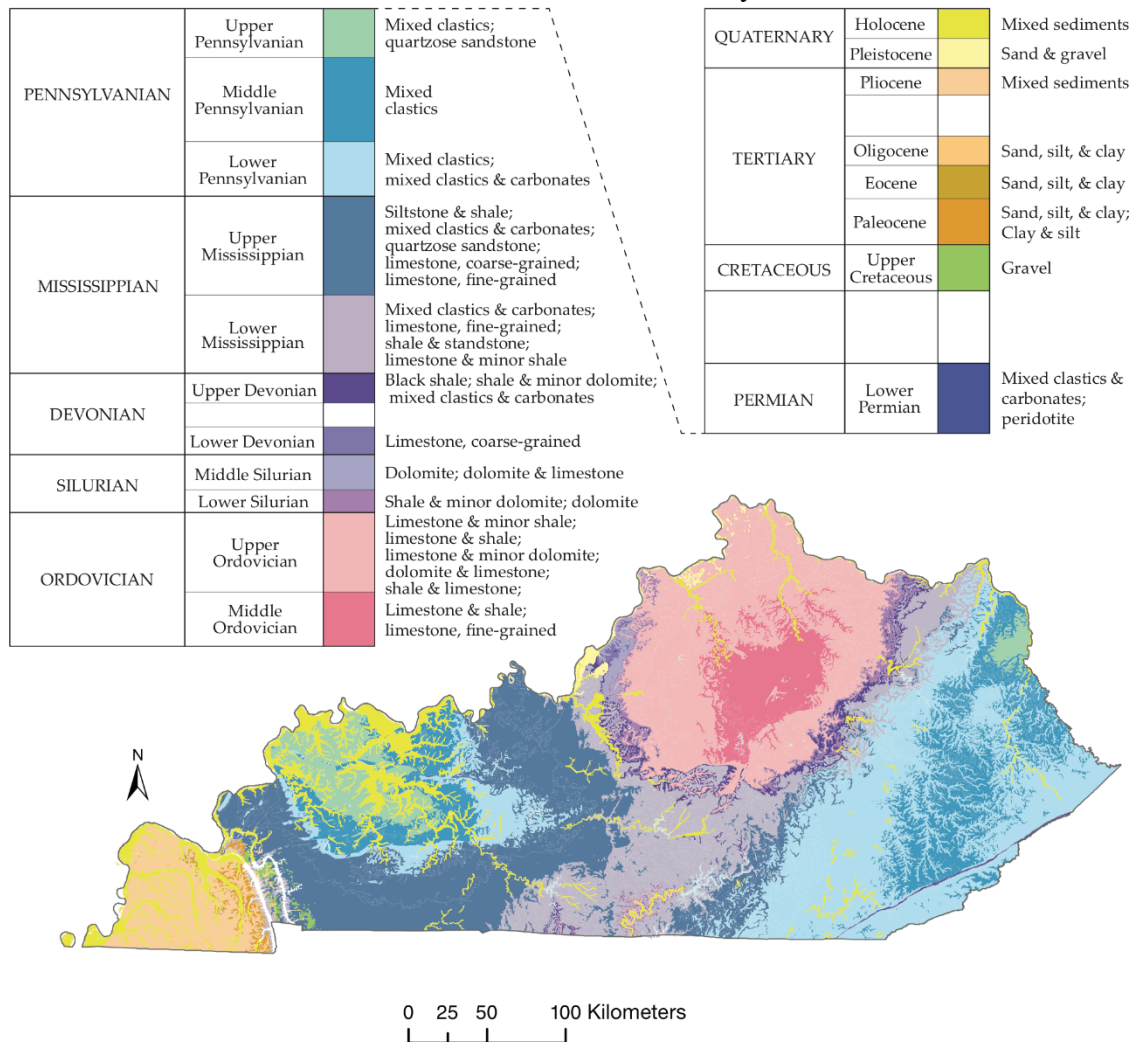 PENNSYLVANIAN
Upper
Pennsylvanian
Mixed clastics;
quartzose sandstone
Middle
Pennsylvanian
Mixed
clastics
Lower
Pennsylvanian
Mixed clastics;
mixed clastics & carbonates
MISSISSIPPIAN
Upper
Mississippian
Siltstone & shale;
mixed clastics & carbonates;
quartzose sandstone;
limestone, coarse-grained;
limestone, fine-grained
Lower
Mississippian
Mixed clastics & carbonates;
limestone, fine-grained;
shale & standstone;
limestone & minor shale
DEVONIAN
Upper Devonian
Black shale; shale & minor dolomite;
mixed clastics & carbonates
Lower Devonian
Limestone, coarse-grained
SILURIAN
Middle Silurian
Dolomite; dolomite & limestone
Lower Silurian
Shale & minor dolomite; dolomite
ORDOVICIAN
Upper
Ordovician
Limestone & minor shale;
limestone & shale;
limestone & minor dolomite;
dolomite & limestone;
shale & limestone;
Middle
Ordovician
Limestone & shale;
limestone, fine-grained
QUATERNARY
Holocene
Mixed sediments
Pleistocene
Sand & gravel
TERTIARY
Pliocene
Mixed sediments
Oligocene
Sand, silt, & clay
Eocene
Sand, silt, & clay
Paleocene
Sand, silt, & clay;
Clay & silt
CRETACEOUS
Upper
Cretaceous
Gravel
PERMIAN
Lower
Permian
Mixed clastics &
carbonates;
peridotite
N
0 25 50 100 Kilometers